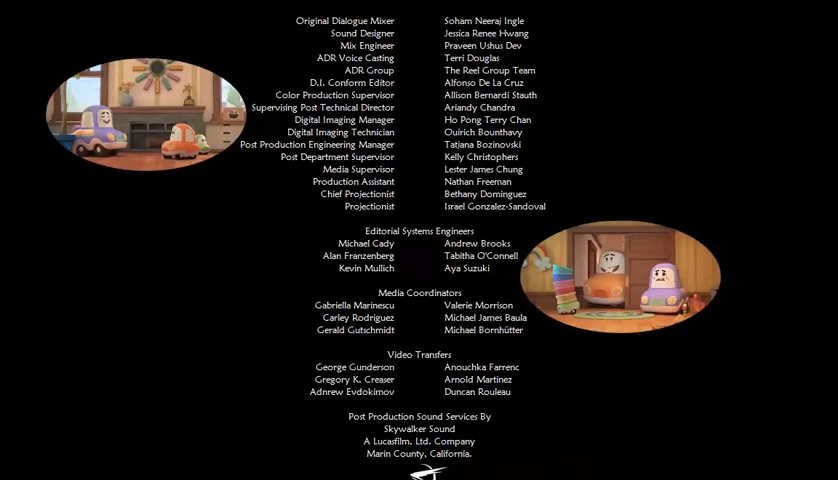 Original Dialogue Mixer Soham Neeraj Ingle
Sound Designer Jessica Renee Hwang
Mix Engineer Praveen Ushus Dev
ADR Voice Casting Terri Douglas
ADR Group The Reel Group Team
D.I. Conform Editor Alfonso De La Cruz
Color Production Supervisor Allison Bernardi Stauth
Supervising Post Technical Director Ariandy Chandra
Digital Imaging Manager Ho Pong Terry Chan
Digital Imaging Technician Ouirich Bounthavy
Post Production Engineering Manager Tatjana Bozinovski
Post Department Supervisor Kelly Christophers
Media Supervisor Lester James Chung
Production Assistant Nathan Freeman
Chief Projectionist Bethany Dominguez
Projectionist Israel Gonzalez-Sandoval
Editorial Systems Engineers
Michael Cady Andrew Brooks
Alan Franzenberg Tabitha O'Connell
Kevin Mullich Aya Suzuki
Media Coordinators
Gabriella Marinescu Valerie Morrison
Carley Rodriguez Michael James Baula
Gerald Gutschmidt Michael Bornhütter
Video Transfers
George Gunderson Anouchka Farrenc
Gregory K. Creaser Arnold Martinez
Adnrew Evdokimov Duncan Rouleau
Post Production Sound Services By
Skywalker Sound
A Lucasfilm, Ltd. Company
Marin County, California.